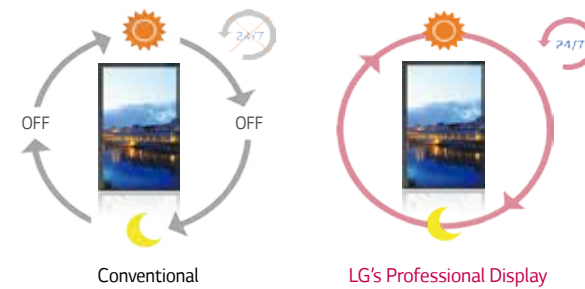 24/7
24/7
OFF
OFF
Conventional
LG's Professional Display